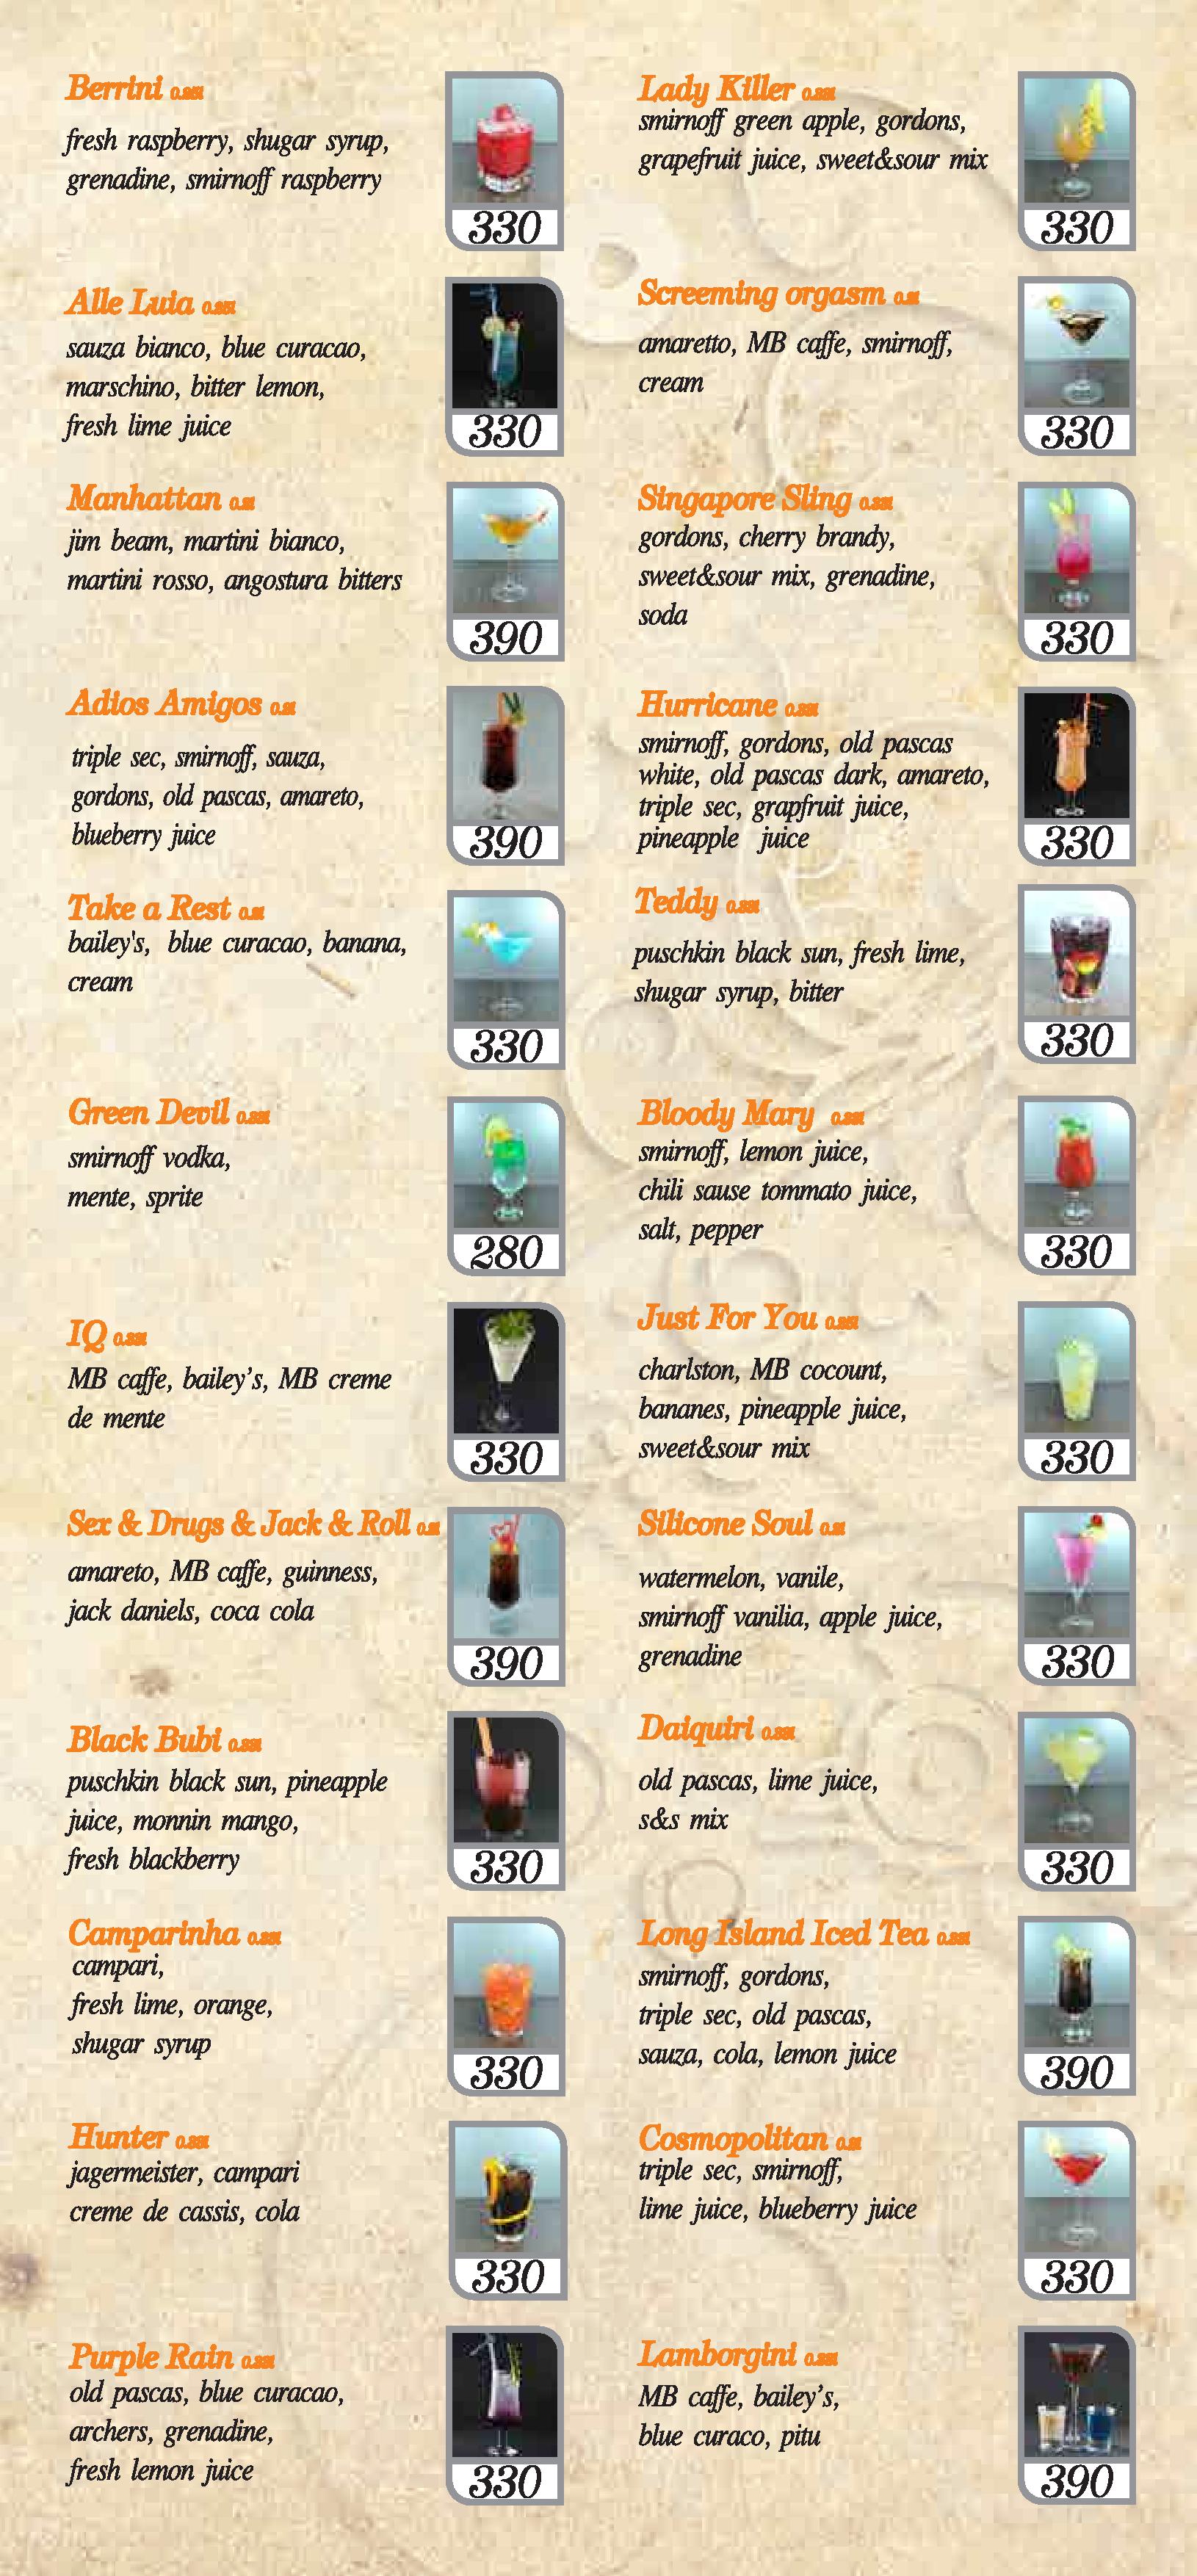 Berrini
fresh raspberry, shugar syrup,
grenadine, smirnoff raspberry
330
Alle Luia
sauza bianco, blue curacao,
marschino, bitter lemon,
fresh lime juice
330
Manhattan
jim beam, martini bianco,
martini rosso, angostura bitters
390
Adios Amigos
triple sec, smirnoff, sauza,
gordons, old pascas, amareto,
blueberry juice
390
Take a Rest
bailey's, blue curacao, banana,
cream
330
Green Devil
smirnoff vodka,
mente, sprite
280
IQ
MB caffe, bailey's, MB creme
de mente
330
Sex & Drugs & Jack & Roll
amareto, MB caffe, guinness,
jack daniels, coca cola
390
Black Bubi
puschkin black sun, pineapple
juice, monnin mango,
fresh blackberry
330
Camparinha
campari,
fresh lime, orange,
shugar syrup
330
Hunter
jagermeister, campari
creme de cassis, cola
330
Purple Rain
old pascas, blue curacao,
archers, grenadine,
fresh lemon juice
330
Lady Killer
smirnoff green apple, gordons,
grapefruit juice, sweet&sour mix
330
Screeming orgasm
amaretto, MB caffe, smirnoff,
cream
330
Singapore Sling
gordons, cherry brandy,
sweet&sour mix, grenadine,
soda
330
Hurricane
smirnoff, gordons, old pascas
white, old pascas dark, amareto,
triple sec, grapfruit juice,
pineapple juice
330
Teddy
puschkin black sun, fresh lime,
shugar syrup, bitter
330
Bloody Mary
smirnoff, lemon juice,
chili sause tommato juice,
salt, pepper
330
Just For You
charlston, MB cocount,
bananes, pineapple juice,
sweet&sour mix
330
Silicone Soul
watermelon, vanile,
smirnoff vanilia, apple juice,
grenadine
330
Daiquiri
old pascas, lime juice,
s&s mix
330
Long Island Iced Tea
smirnoff, gordons,
triple sec, old pascas,
sauza, cola, lemon juice
390
Cosmopolitan
triple sec, smirnoff,
lime juice, blueberry juice
330
Lamborgini
MB caffe, bailey's,
blue curaco, pitu
390